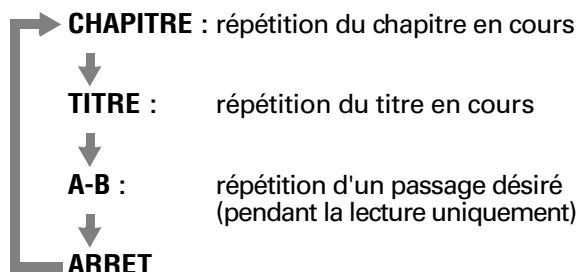 CHAPITRE : répétition du chapitre en cours
TITRE : répétition du titre en cours
A-B : répétition d'un passage désiré
(pendant la lecture uniquement)
ARRET